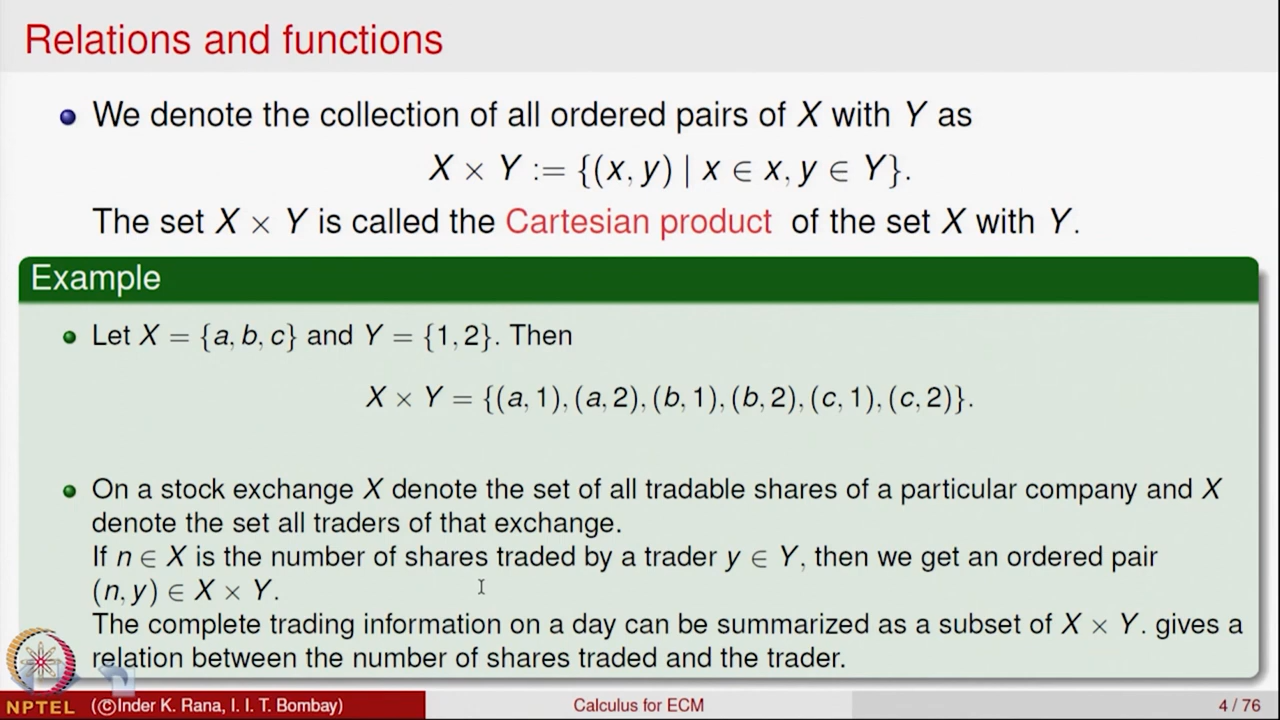 Relations and functions
We denote the collection of all ordered pairs of X with Y as
X × Y := {(x, y) | x ∈ x, y ∈ Y}.
The set X × Y is called the Cartesian product of the set X with Y.
Example
Let X = {a, b, c} and Y = {1, 2}. Then
X × Y = {(a, 1), (a, 2), (b, 1), (b, 2), (c, 1), (c, 2)}.
On a stock exchange X denote the set of all tradable shares of a particular company and X
denote the set all traders of that exchange.
If n ∈ X is the number of shares traded by a trader y ∈ Y, then we get an ordered pair
(n, y) ∈ X × Y.
The complete trading information on a day can be summarized as a subset of X × Y. gives a
relation between the number of shares traded and the trader.
NPTEL (©Inder K. Rana, I. I. T. Bombay) Calculus for ECM 4 / 76